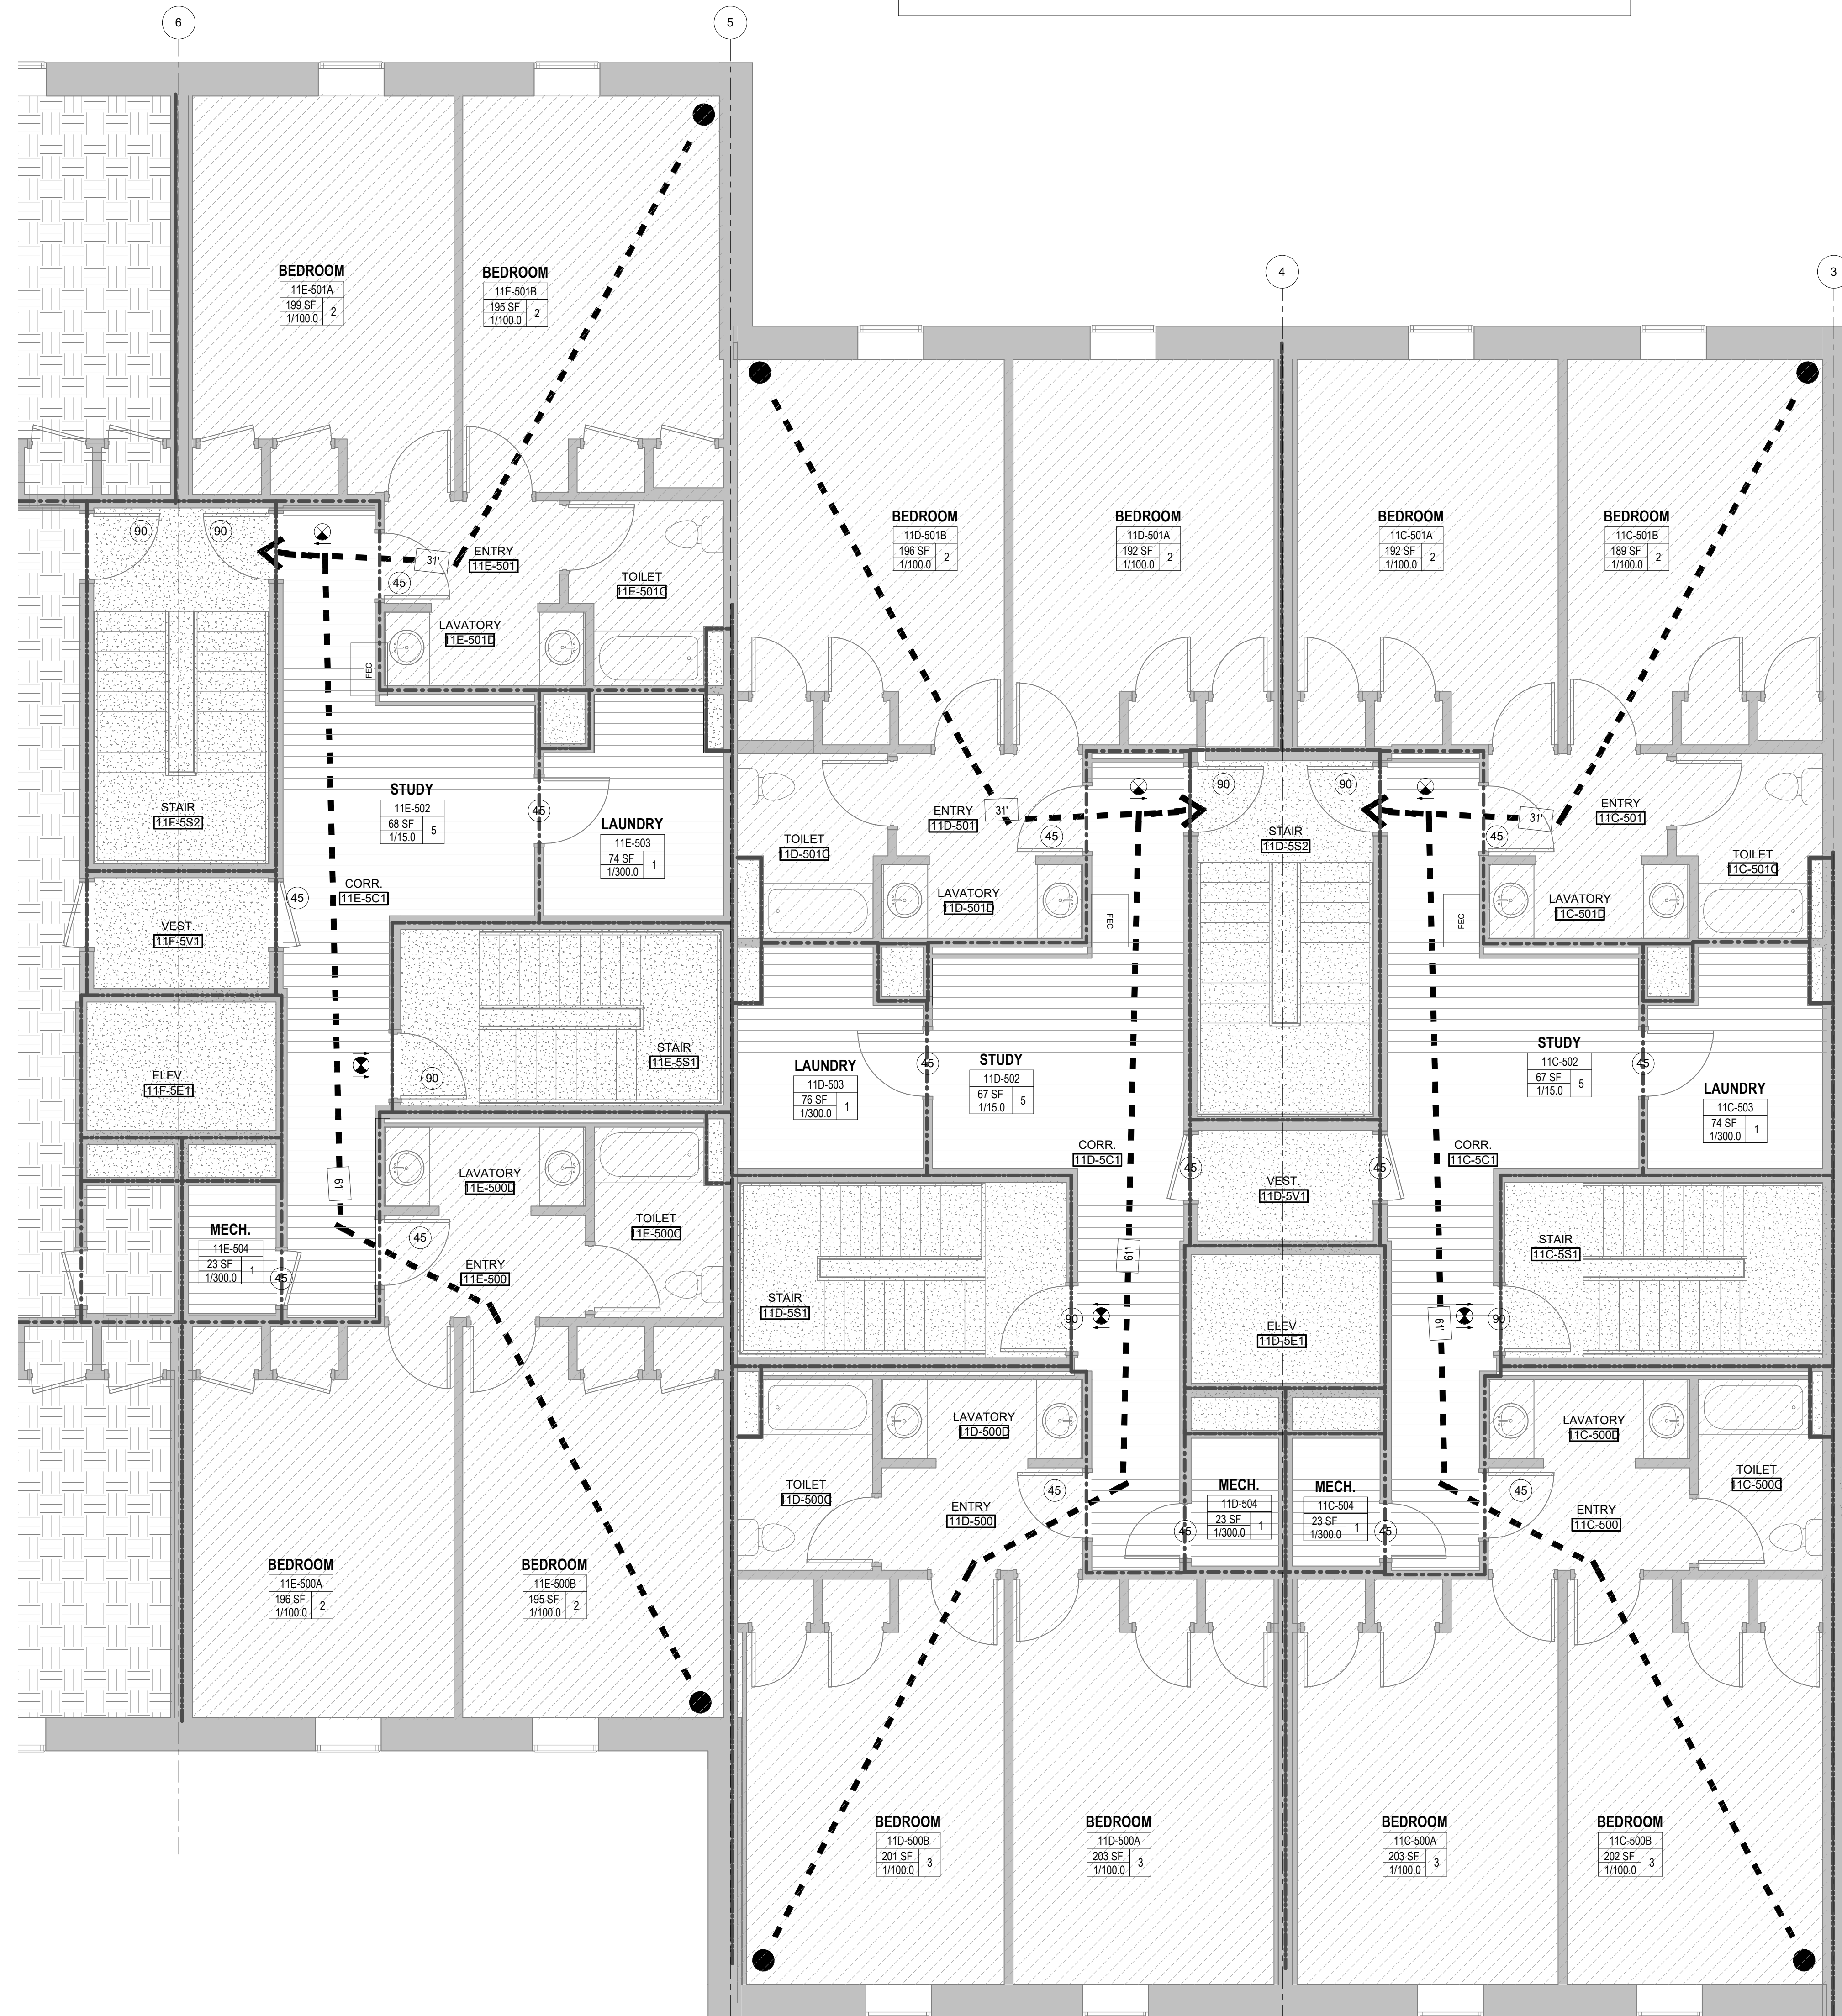 6
5
4
3
BEDROOM
11E-501A
199 SF
2
1/100.0
BEDROOM
11E-501B
195 SF
2
1/100.0
90
90
31'
45
ENTRY
11E-501
TOILET
11E-501C
LAVATORY
11E-501D
FEC
STUDY
11E-502
68 SF
5
1/15.0
45
LAUNDRY
11E-503
74 SF
1
1/300.0
STAIR
11F-5S2
45
CORR.
11E-5C1
VEST.
11F-5V1
ELEV.
11F-5E1
STAIR
11E-5S1
90
61'
LAVATORY
11E-500D
TOILET
11E-500C
45
ENTRY
11E-500
MECH.
11E-504
23 SF
1
1/300.0
45
BEDROOM
11E-500A
196 SF
2
1/100.0
BEDROOM
11E-500B
195 SF
2
1/100.0
BEDROOM
11D-501B
196 SF
2
1/100.0
BEDROOM
11D-501A
192 SF
2
1/100.0
BEDROOM
11C-501A
192 SF
2
1/100.0
BEDROOM
11C-501B
189 SF
2
1/100.0
ENTRY
11D-501
31'
45
90
90
STAIR
11D-5S2
31'
45
ENTRY
11C-501
TOILET
11D-501C
LAVATORY
11D-501D
FEC
FEC
LAVATORY
11C-501D
TOILET
11C-501C
LAUNDRY
11D-503
76 SF
1
1/300.0
45
STUDY
11D-502
67 SF
5
1/15.0
STUDY
11C-502
67 SF
5
1/15.0
45
LAUNDRY
11C-503
74 SF
1
1/300.0
CORR.
11D-5C1
45
VEST.
11D-5V1
45
CORR.
11C-5C1
STAIR
11D-5S1
90
61'
ELEV
11D-5E1
61'
90
STAIR
11C-5S1
LAVATORY
11D-500D
TOILET
11D-500C
ENTRY
11D-500
45
45
MECH.
11D-504
23 SF
1
1/300.0
MECH.
11C-504
23 SF
1
1/300.0
45
45
LAVATORY
11C-500D
TOILET
11C-500C
ENTRY
11C-500
BEDROOM
11D-500B
201 SF
3
1/100.0
BEDROOM
11D-500A
203 SF
3
1/100.0
BEDROOM
11C-500A
203 SF
3
1/100.0
BEDROOM
11C-500B
202 SF
3
1/100.0